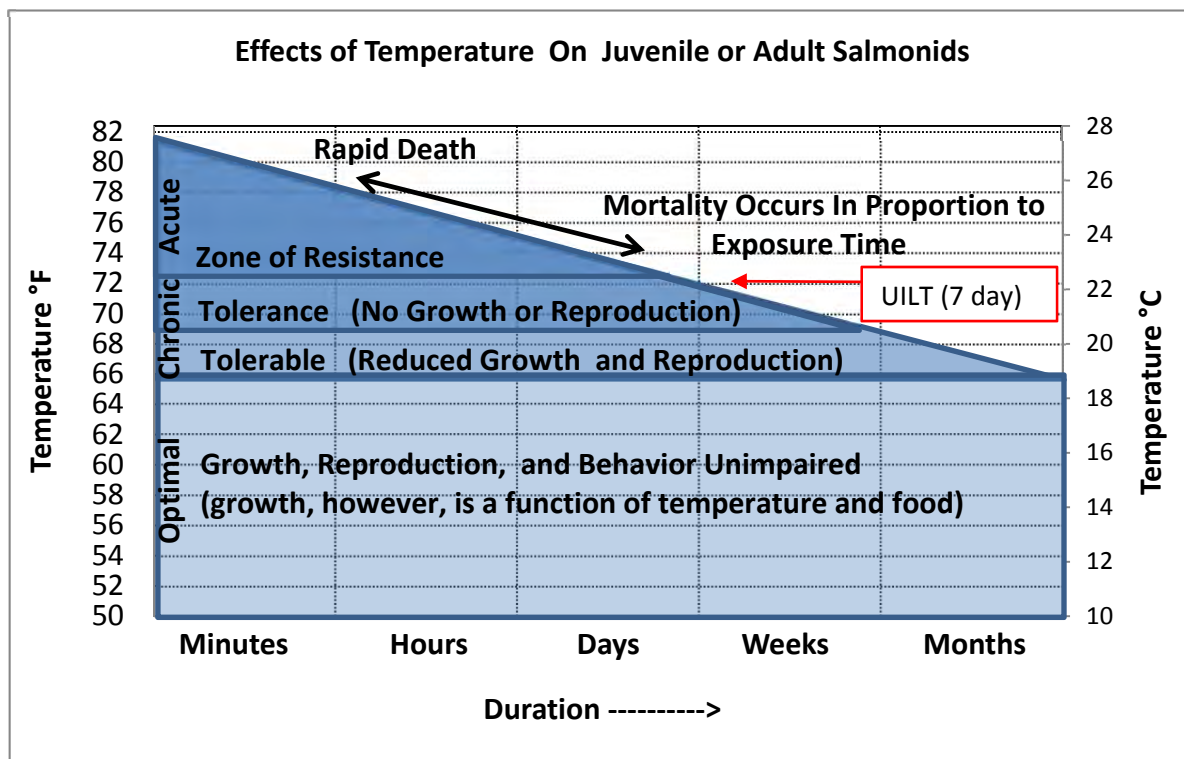 Effects of Temperature On Juvenile or Adult Salmonids
Temperature °F
82
80
78
76
74
72
70
68
66
64
62
60
58
56
54
52
50
Acute
Chronic
Optimal
Rapid Death
Mortality Occurs In Proportion to
Exposure Time
Zone of Resistance
UILT (7 day)
Tolerance (No Growth or Reproduction)
Tolerable (Reduced Growth and Reproduction)
Growth, Reproduction, and Behavior Unimpaired
(growth, however, is a function of temperature and food)
28
26
24
22
20
18
16
14
12
10
Temperature °C
Minutes Hours Days Weeks Months
Duration ---------->